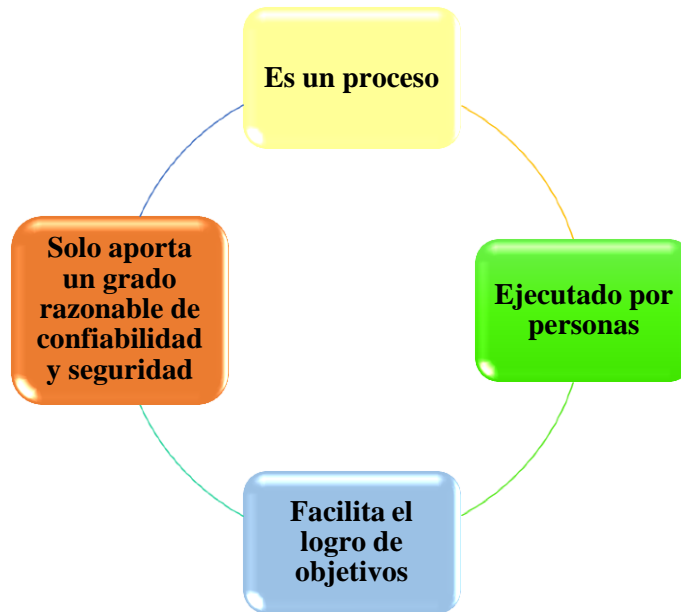 Es un proceso
Ejecutado por
personas
Facilita el
logro de
objetivos
Solo aporta
un grado
razonable de
confiabilidad
y seguridad